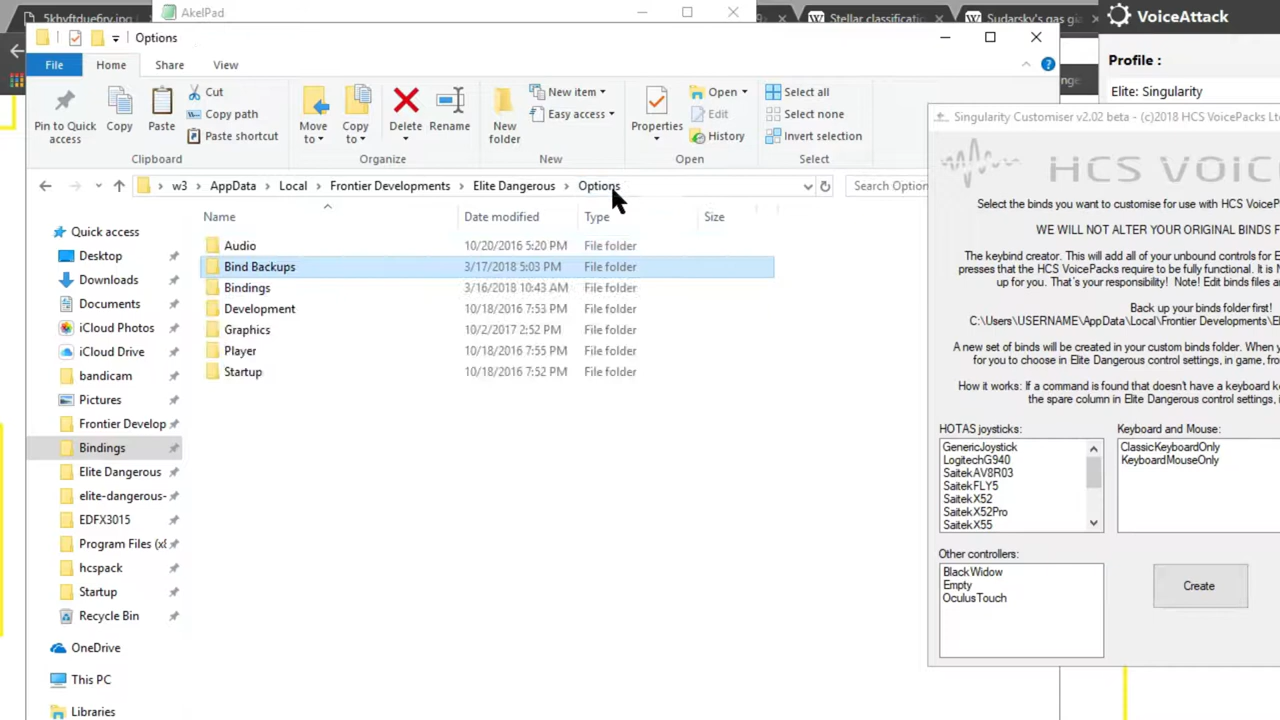 5khvftdue6ry.jpg
AkelPad
Stellar classification
Sudarsky's gas gia
VoiceAttack
Options
File
Home
Share
View
Profile :
Elite: Singularity
Pin to Quick access
Copy
Paste
Cut
Copy path
Paste shortcut
Move to
Copy to
Delete
Rename
New folder
New item
Easy access
Properties
Open
Edit
History
Select all
Select none
Invert selection
Clipboard
Organize
New
Open
Select
w3 > AppData > Local > Frontier Developments > Elite Dangerous > Options
Search Option
Name
Date modified
Type
Size
Audio 10/20/2016 5:20 PM File folder
Bind Backups 3/17/2018 5:03 PM File folder
Bindings 3/16/2018 10:43 AM File folder
Development 10/18/2016 7:53 PM File folder
Graphics 10/2/2017 2:52 PM File folder
Player 10/18/2016 7:55 PM File folder
Startup 10/18/2016 7:52 PM File folder
Quick access
Desktop
Downloads
Documents
iCloud Photos
iCloud Drive
bandicam
Pictures
Frontier Develop
Bindings
Elite Dangerous
elite-dangerous-
EDFX3015
Program Files (x8
hcspack
Startup
Recycle Bin
OneDrive
This PC
Libraries
Singularity Customiser v2.02 beta - (c)2018 HCS VoicePacks Lt
HCS VOIC
Select the binds you want to customise for use with HCS VoiceP
WE WILL NOT ALTER YOUR ORIGINAL BINDS F
The keybind creator. This will add all of your unbound controls for E
presses that the HCS VoicePacks require to be fully functional. It is N
up for you. That's your responsibility! Note! Edit binds files a
Back up your binds folder first!
C:\Users\USERNAME\AppData\Local\Frontier Developments\El
A new set of binds will be created in your custom binds folder. When y
for you to choose in Elite Dangerous control settings, in game, fro
How it works: If a command is found that doesn't have a keyboard k
the spare column in Elite Dangerous control settings, i
HOTAS joysticks:
GenericJoystick
LogitechG940
SaitekAV8R03
SaitekFLY5
SaitekX52
SaitekX52Pro
SaitekX55
Keyboard and Mouse:
ClassicKeyboardOnly
KeyboardMouseOnly
Other controllers:
BlackWidow
Empty
OculusTouch
Create